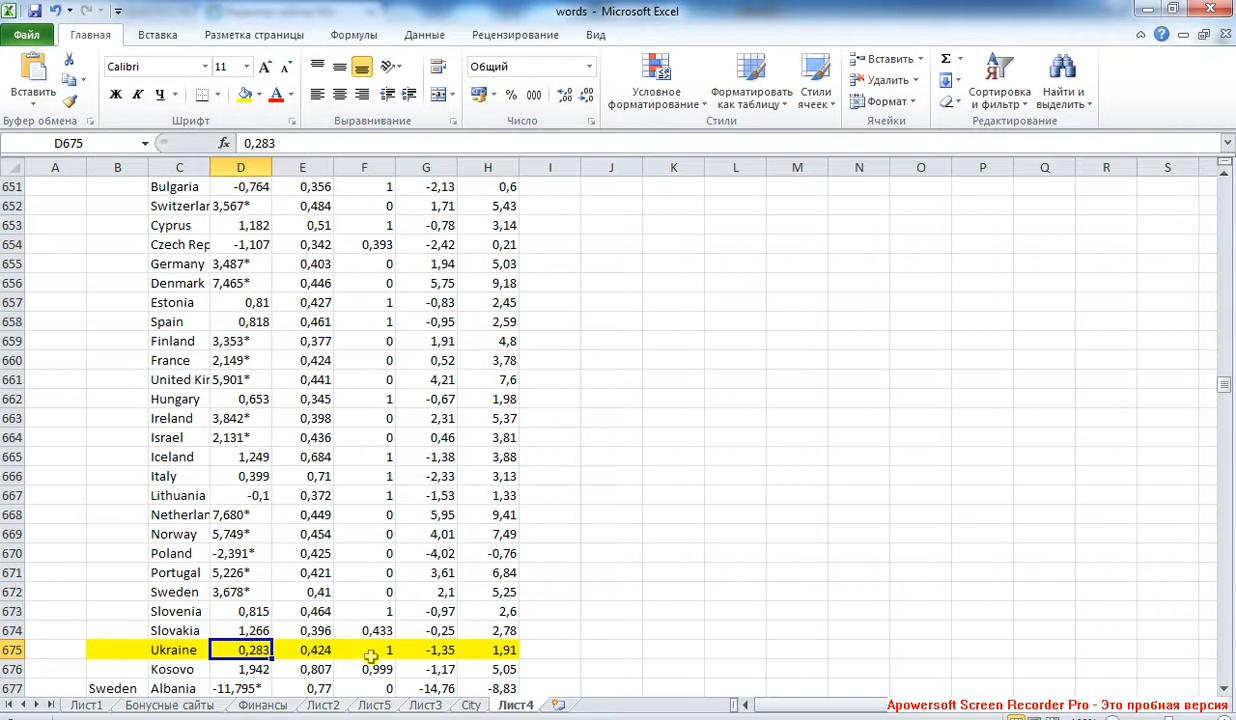 words - Microsoft Excel
Файл Главная Вставка Разметка страницы Формулы Данные Рецензирование Вид
Вставить
Calibri 11
Ж К Ч
Общий
% 000
Условное форматирование
Форматировать как таблицу
Стили ячеек
Вставить
Удалить
Формат
Σ
Сортировка и фильтр
Найти и выделить
Буфер обмена Шрифт Выравнивание Число Стили Ячейки Редактирование
D675 fx 0,283
A B C D E F G H I J K L M N O P Q R S
651 Bulgaria -0,764 0,356 1 -2,13 0,6
652 Switzerlan 3,567* 0,484 0 1,71 5,43
653 Cyprus 1,182 0,51 1 -0,78 3,14
654 Czech Rep -1,107 0,342 0,393 -2,42 0,21
655 Germany 3,487* 0,403 0 1,94 5,03
656 Denmark 7,465* 0,446 0 5,75 9,18
657 Estonia 0,81 0,427 1 -0,83 2,45
658 Spain 0,818 0,461 1 -0,95 2,59
659 Finland 3,353* 0,377 0 1,91 4,8
660 France 2,149* 0,424 0 0,52 3,78
661 United Kin 5,901* 0,441 0 4,21 7,6
662 Hungary 0,653 0,345 1 -0,67 1,98
663 Ireland 3,842* 0,398 0 2,31 5,37
664 Israel 2,131* 0,436 0 0,46 3,81
665 Iceland 1,249 0,684 1 -1,38 3,88
666 Italy 0,399 0,71 1 -2,33 3,13
667 Lithuania -0,1 0,372 1 -1,53 1,33
668 Netherlan 7,680* 0,449 0 5,95 9,41
669 Norway 5,749* 0,454 0 4,01 7,49
670 Poland -2,391* 0,425 0 -4,02 -0,76
671 Portugal 5,226* 0,421 0 3,61 6,84
672 Sweden 3,678* 0,41 0 2,1 5,25
673 Slovenia 0,815 0,464 1 -0,97 2,6
674 Slovakia 1,266 0,396 0,433 -0,25 2,78
675 Ukraine 0,283 0,424 1 -1,35 1,91
676 Kosovo 1,942 0,807 0,999 -1,17 5,05
677 Sweden Albania -11,795* 0,77 0 -14,76 -8,83
Лист1 Бонусные сайты Финансы Лист2 Лист5 Лист3 City Лист4
Apowersoft Screen Recorder Pro - Это пробная версия